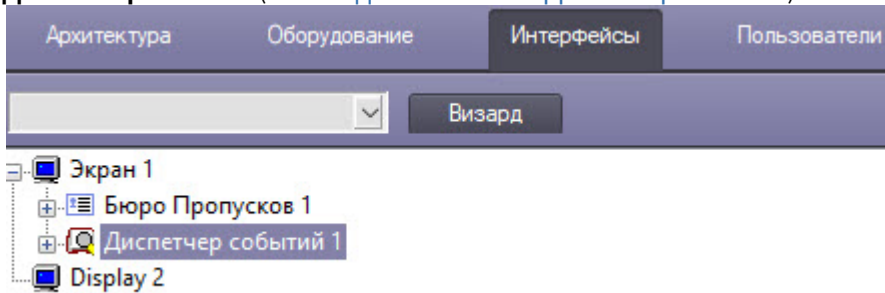 Архитектура Оборудование Интерфейсы Пользователи
Визард
Экран 1
Бюро Пропусков 1
Диспетчер событий 1
Display 2